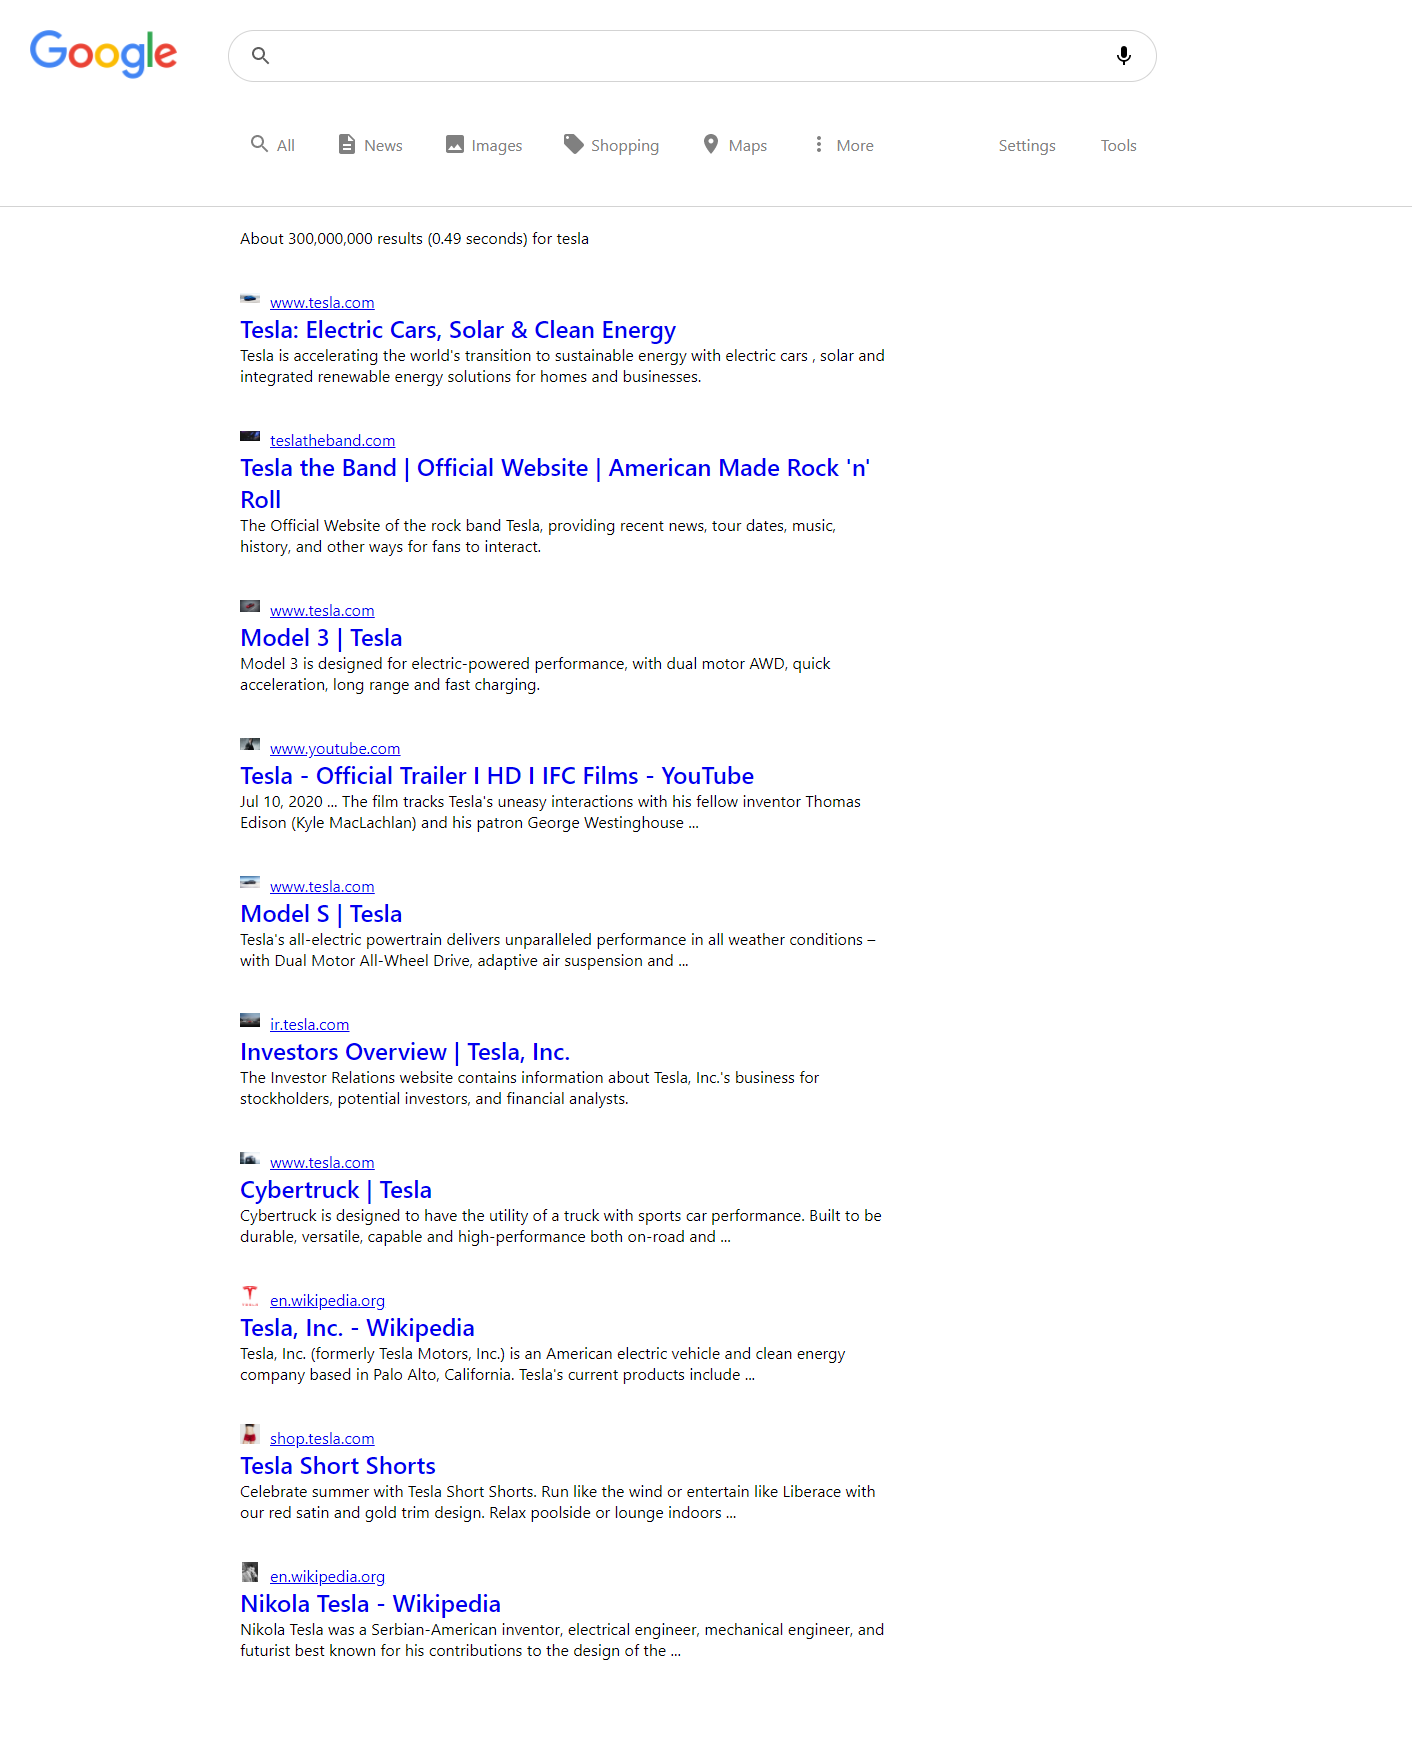 Google
All News Images Shopping Maps More Settings Tools
About 300,000,000 results (0.49 seconds) for tesla
www.tesla.com
Tesla: Electric Cars, Solar & Clean Energy
Tesla is accelerating the world's transition to sustainable energy with electric cars , solar and
integrated renewable energy solutions for homes and businesses.
teslatheband.com
Tesla the Band | Official Website | American Made Rock 'n'
Roll
The Official Website of the rock band Tesla, providing recent news, tour dates, music,
history, and other ways for fans to interact.
www.tesla.com
Model 3 | Tesla
Model 3 is designed for electric-powered performance, with dual motor AWD, quick
acceleration, long range and fast charging.
www.youtube.com
Tesla - Official Trailer I HD I IFC Films - YouTube
Jul 10, 2020 ... The film tracks Tesla's uneasy interactions with his fellow inventor Thomas
Edison (Kyle MacLachlan) and his patron George Westinghouse ...
www.tesla.com
Model S | Tesla
Tesla's all-electric powertrain delivers unparalleled performance in all weather conditions –
with Dual Motor All-Wheel Drive, adaptive air suspension and ...
ir.tesla.com
Investors Overview | Tesla, Inc.
The Investor Relations website contains information about Tesla, Inc.'s business for
stockholders, potential investors, and financial analysts.
www.tesla.com
Cybertruck | Tesla
Cybertruck is designed to have the utility of a truck with sports car performance. Built to be
durable, versatile, capable and high-performance both on-road and ...
en.wikipedia.org
Tesla, Inc. - Wikipedia
Tesla, Inc. (formerly Tesla Motors, Inc.) is an American electric vehicle and clean energy
company based in Palo Alto, California. Tesla's current products include ...
shop.tesla.com
Tesla Short Shorts
Celebrate summer with Tesla Short Shorts. Run like the wind or entertain like Liberace with
our red satin and gold trim design. Relax poolside or lounge indoors ...
en.wikipedia.org
Nikola Tesla - Wikipedia
Nikola Tesla was a Serbian-American inventor, electrical engineer, mechanical engineer, and
futurist best known for his contributions to the design of the ...